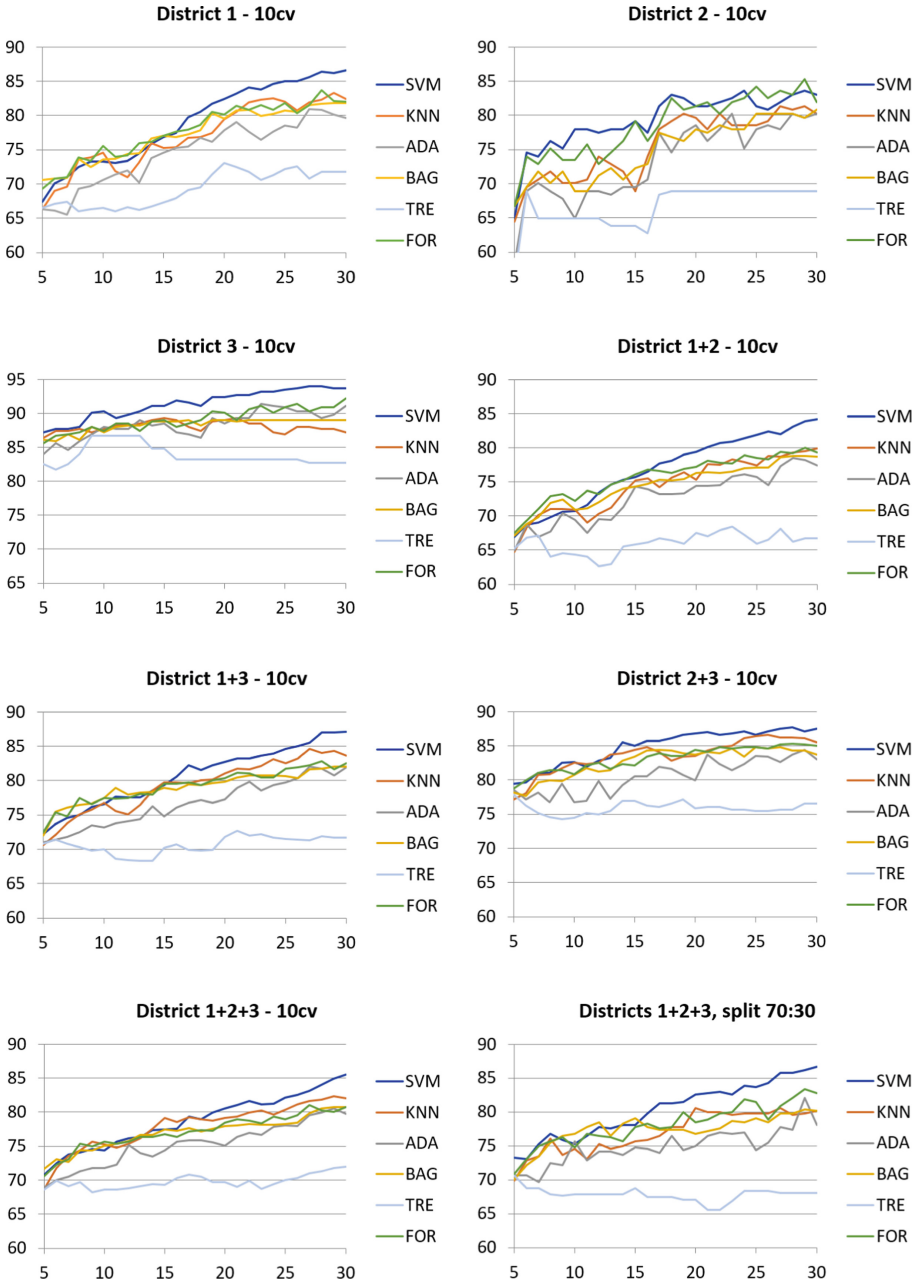 District 1 - 10cv
90
85
80
75
70
65
60
5 10 15 20 25 30
SVM
KNN
ADA
BAG
TRE
FOR
District 2 - 10cv
90
85
80
75
70
65
60
5 10 15 20 25 30
SVM
KNN
ADA
BAG
TRE
FOR
District 3 - 10cv
95
90
85
80
75
70
65
5 10 15 20 25 30
SVM
KNN
ADA
BAG
TRE
FOR
District 1+2 - 10cv
90
85
80
75
70
65
60
5 10 15 20 25 30
SVM
KNN
ADA
BAG
TRE
FOR
District 1+3 - 10cv
90
85
80
75
70
65
60
5 10 15 20 25 30
SVM
KNN
ADA
BAG
TRE
FOR
District 2+3 - 10cv
90
85
80
75
70
65
60
5 10 15 20 25 30
SVM
KNN
ADA
BAG
TRE
FOR
District 1+2+3 - 10cv
90
85
80
75
70
65
60
5 10 15 20 25 30
SVM
KNN
ADA
BAG
TRE
FOR
Districts 1+2+3, split 70:30
90
85
80
75
70
65
60
5 10 15 20 25 30
SVM
KNN
ADA
BAG
TRE
FOR